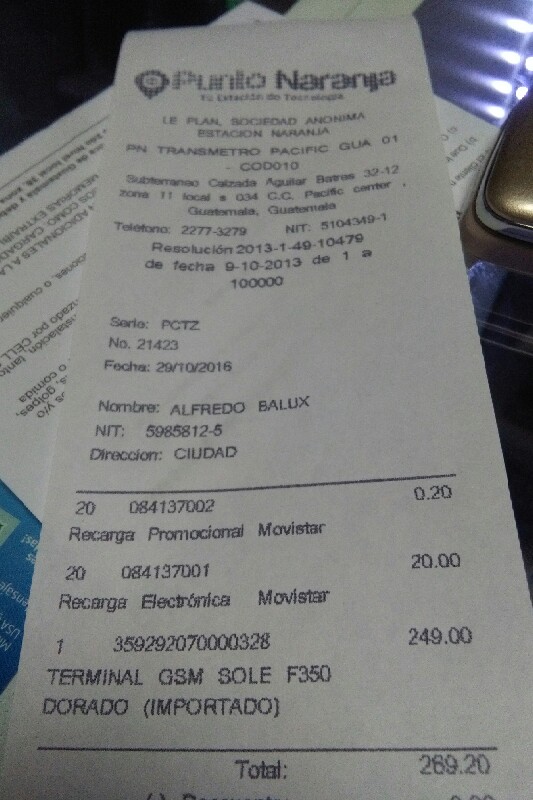 Punto Naranja
Tu Estación de Tecnología
LE PLAN, SOCIEDAD ANONIMA
ESTACION NARANJA
PN TRANSMETRO PACIFIC GUA 01
- COD010
Subterraneo Calzada Aguilar Batres 32-12
zona 11 local s 034 C.C. Pacific center ,
Guatemala, Guatemala
Telefono: 2277-3279 NIT: 5104349-1
Resolución 2013-1-49-10479
de fecha 9-10-2013 de 1 a
100000
Serie: PCTZ
No. 21423
Fecha: 29/10/2016
Nombre: ALFREDO BALUX
NIT: 5985812-5
Direccion: CIUDAD
20 084137002 0.20
Recarga Promocional Movistar
20 084137001 20.00
Recarga Electrónica Movistar
1 359292070000328 249.00
TERMINAL GSM SOLE F350
DORADO (IMPORTADO)
Total: 269.20